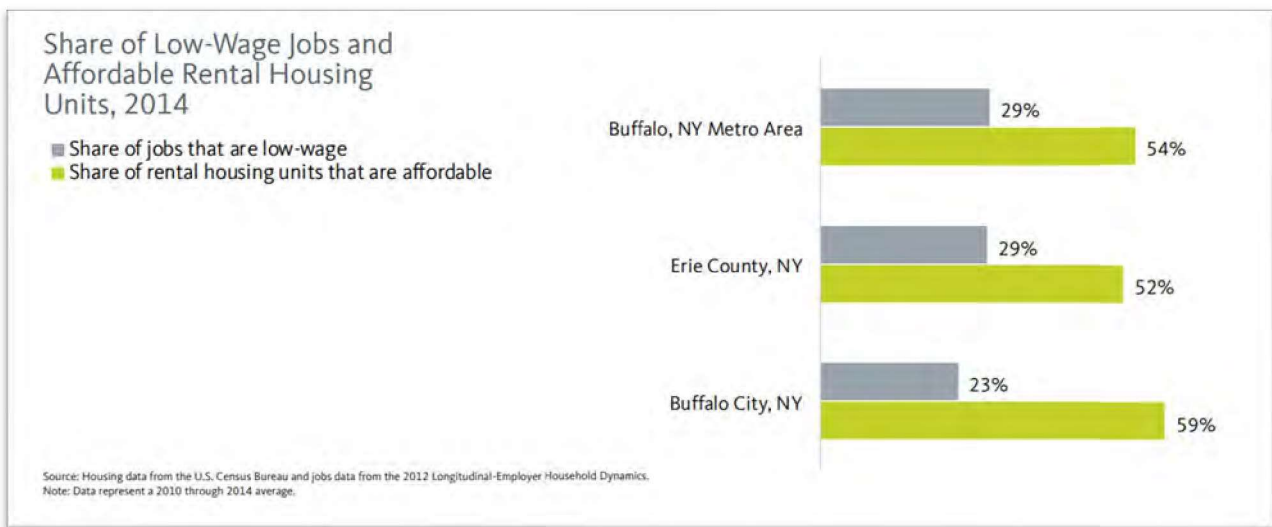 Share of Low-Wage Jobs and
Affordable Rental Housing
Units, 2014
Share of jobs that are low-wage
Share of rental housing units that are affordable
Buffalo, NY Metro Area
29%
54%
Erie County, NY
29%
52%
Buffalo City, NY
23%
59%
Source: Housing data from the U.S. Census Bureau and jobs data from the 2012 Longitudinal-Employer Household Dynamics.
Note: Data represent a 2010 through 2014 average.